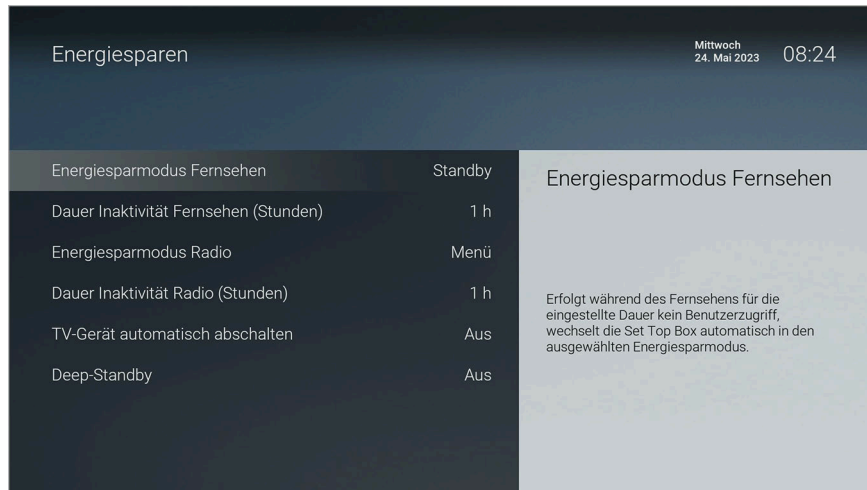 Energiesparen
Mittwoch
24. Mai 2023
08:24
Energiesparmodus Fernsehen Standby
Dauer Inaktivität Fernsehen (Stunden) 1 h
Energiesparmodus Radio Menü
Dauer Inaktivität Radio (Stunden) 1 h
TV-Gerät automatisch abschalten Aus
Deep-Standby Aus
Energiesparmodus Fernsehen
Erfolgt während des Fernsehens für die
eingestellte Dauer kein Benutzerzugriff,
wechselt die Set Top Box automatisch in den
ausgewählten Energiesparmodus.